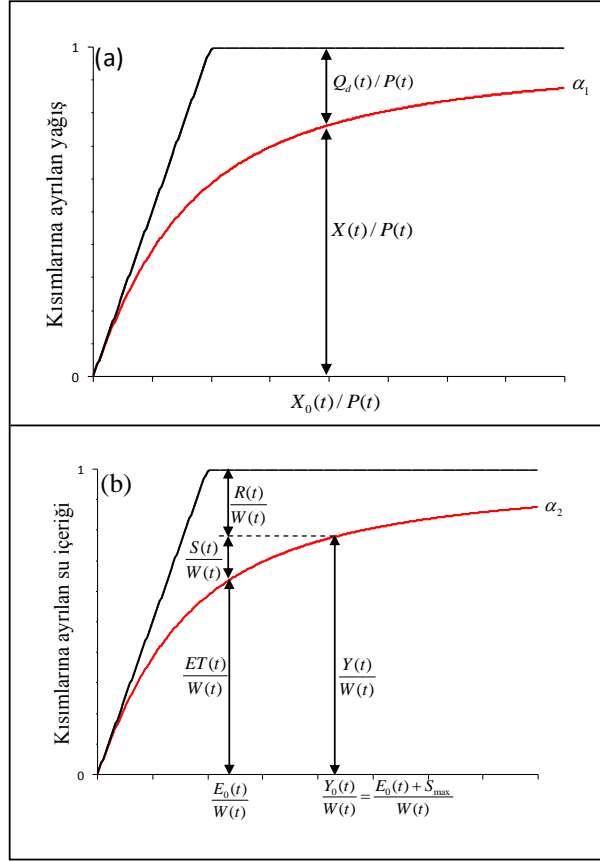 (a)
1
Q_d(t)/P(t)
α_1
Kısımlarına ayrılan yağış
X(t)/P(t)
0
X_0(t)/P(t)
(b)
1
R(t)/W(t)
α_2
S(t)/W(t)
Kısımlarına ayrılan su içeriği
ET(t)/W(t)
Y(t)/W(t)
0
E_0(t)/W(t)
Y_0(t)/W(t) = E_0(t)+S_max/W(t)